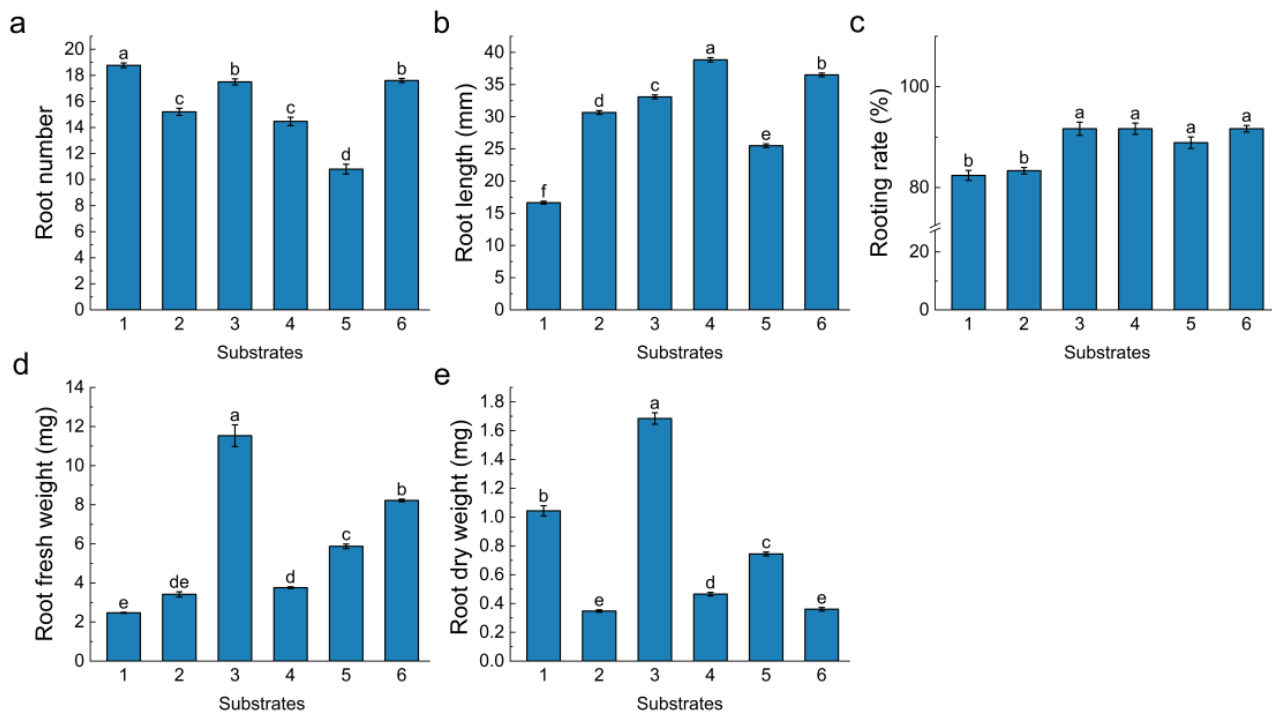 a
Root number
20
18
16
14
12
10
8
6
4
2
0
a
c
b
c
d
b
1 2 3 4 5 6
Substrates
b
Root length (mm)
40
35
30
25
20
15
10
5
0
f
d
c
a
e
b
1 2 3 4 5 6
Substrates
c
Rooting rate (%)
100
80
20
0
b
b
a
a
a
a
1 2 3 4 5 6
Substrates
d
Root fresh weight (mg)
14
12
10
8
6
4
2
0
e
de
a
d
c
b
1 2 3 4 5 6
Substrates
e
Root dry weight (mg)
1.8
1.6
1.4
1.2
1.0
0.8
0.6
0.4
0.2
0.0
b
e
a
d
c
e
1 2 3 4 5 6
Substrates